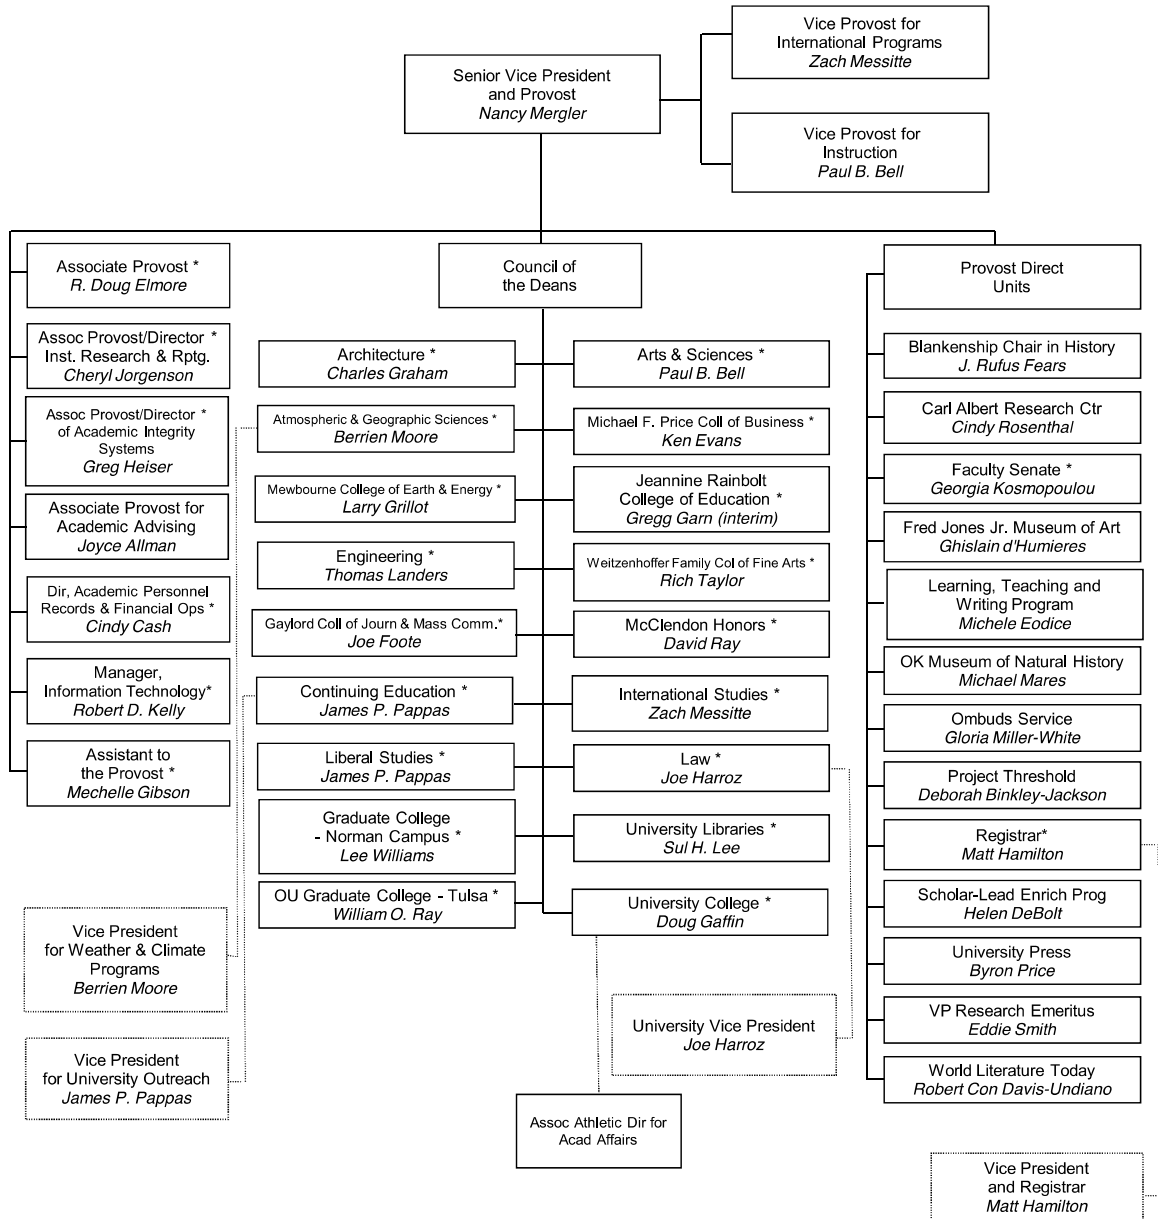 Vice Provost for
International Programs
Zach Messitte
Senior Vice President
and Provost
Nancy Mergler
Vice Provost for
Instruction
Paul B. Bell
Associate Provost *
R. Doug Elmore
Assoc Provost/Director *
Inst. Research & Rptg.
Cheryl Jorgenson
Assoc Provost/Director *
of Academic Integrity
Systems
Greg Heiser
Associate Provost for
Academic Advising
Joyce Allman
Dir, Academic Personnel
Records & Financial Ops *
Cindy Cash
Manager,
Information Technology*
Robert D. Kelly
Assistant to
the Provost *
Mechelle Gibson
Council of
the Deans
Architecture *
Charles Graham
Atmospheric & Geographic Sciences *
Berrien Moore
Mewbourne College of Earth & Energy *
Larry Grillot
Engineering *
Thomas Landers
Gaylord Coll of Journ & Mass Comm.*
Joe Foote
Continuing Education *
James P. Pappas
Liberal Studies *
James P. Pappas
Graduate College
- Norman Campus *
Lee Williams
OU Graduate College - Tulsa *
William O. Ray
Arts & Sciences *
Paul B. Bell
Michael F. Price Coll of Business *
Ken Evans
Jeannine Rainbolt
College of Education *
Gregg Garn (interim)
Weitzenhoffer Family Col of Fine Arts *
Rich Taylor
McClendon Honors *
David Ray
International Studies *
Zach Messitte
Law *
Joe Harroz
University Libraries *
Sul H. Lee
University College *
Doug Gaffin
Provost Direct
Units
Blankenship Chair in History
J. Rufus Fears
Carl Albert Research Ctr
Cindy Rosenthal
Faculty Senate *
Georgia Kosmopoulou
Fred Jones Jr. Museum of Art
Ghislain d'Humieres
Learning, Teaching and
Writing Program
Michele Eodice
OK Museum of Natural History
Michael Mares
Ombuds Service
Gloria Miller-White
Project Threshold
Deborah Binkley-Jackson
Registrar*
Matt Hamilton
Scholar-Lead Enrich Prog
Helen DeBolt
University Press
Byron Price
VP Research Emeritus
Eddie Smith
World Literature Today
Robert Con Davis-Undiano
Vice President
for Weather & Climate
Programs
Berrien Moore
Vice President
for University Outreach
James P. Pappas
University Vice President
Joe Harroz
Assoc Athletic Dir for
Acad Affairs
Vice President
and Registrar
Matt Hamilton